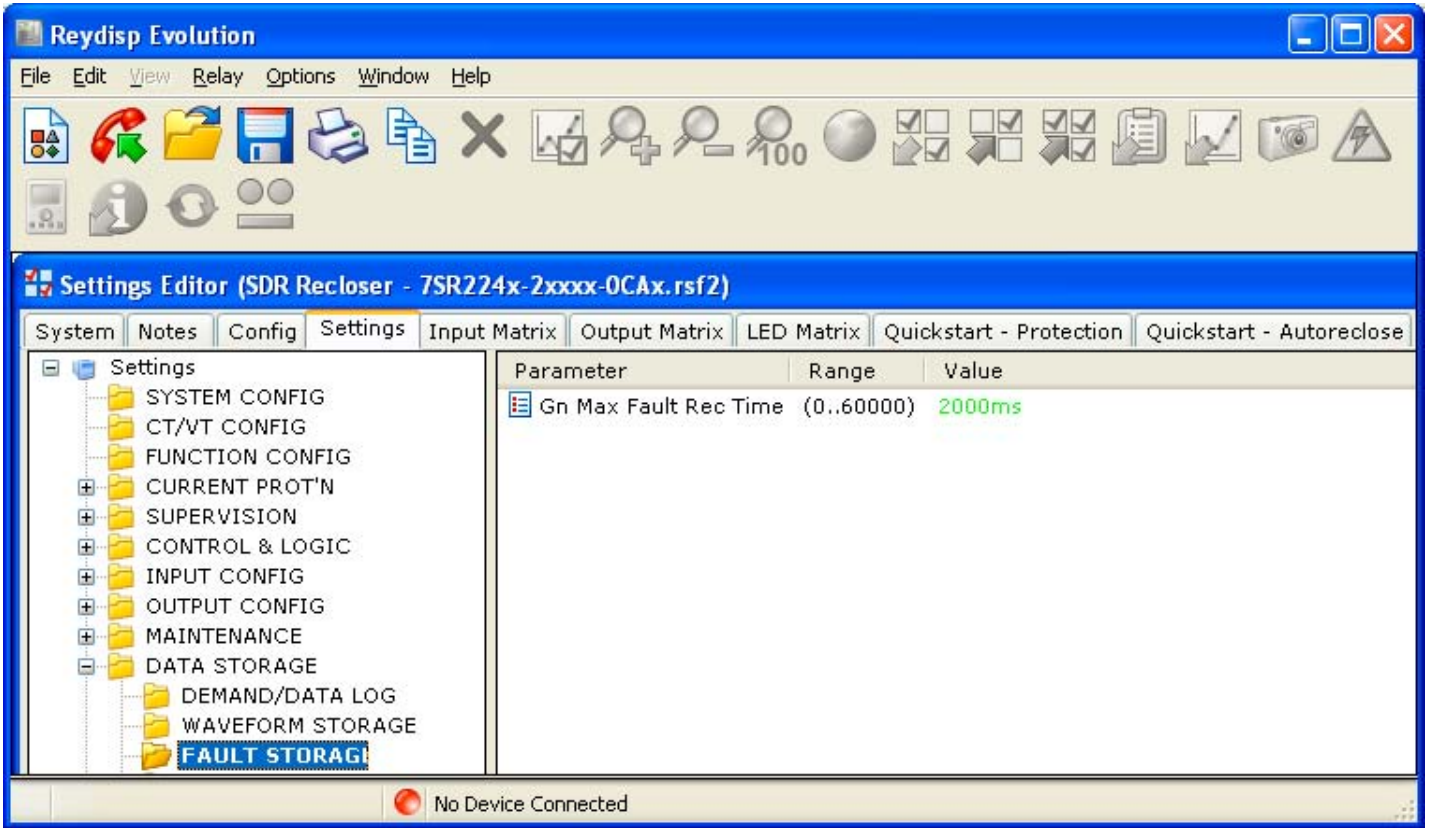 Reydisp Evolution
File Edit View Relay Options Window Help
100
Settings Editor (SDR Recloser - 7SR224x-2xxxx-0CAx.rsf2)
System Notes Config Settings Input Matrix Output Matrix LED Matrix Quickstart - Protection Quickstart - Autoreclose
Settings
SYSTEM CONFIG
CT/VT CONFIG
FUNCTION CONFIG
CURRENT PROT'N
SUPERVISION
CONTROL & LOGIC
INPUT CONFIG
OUTPUT CONFIG
MAINTENANCE
DATA STORAGE
DEMAND/DATA LOG
WAVEFORM STORAGE
FAULT STORAGE
Parameter Range Value
Gn Max Fault Rec Time (0..60000) 2000ms
No Device Connected